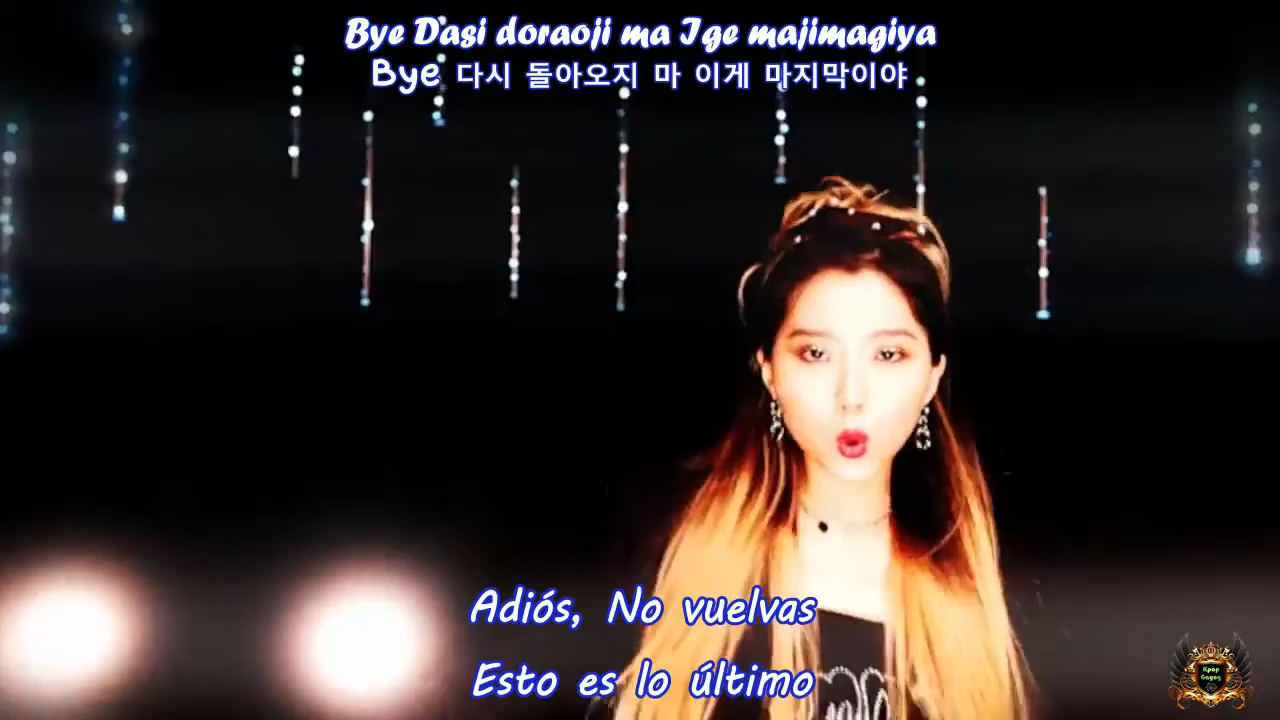 Bye Dasi doraoji ma Ige majimagiya
Bye 다시 돌아오지 마 이게 마지막이야
Adiós, No vuelvas
Esto es lo último
Kpop